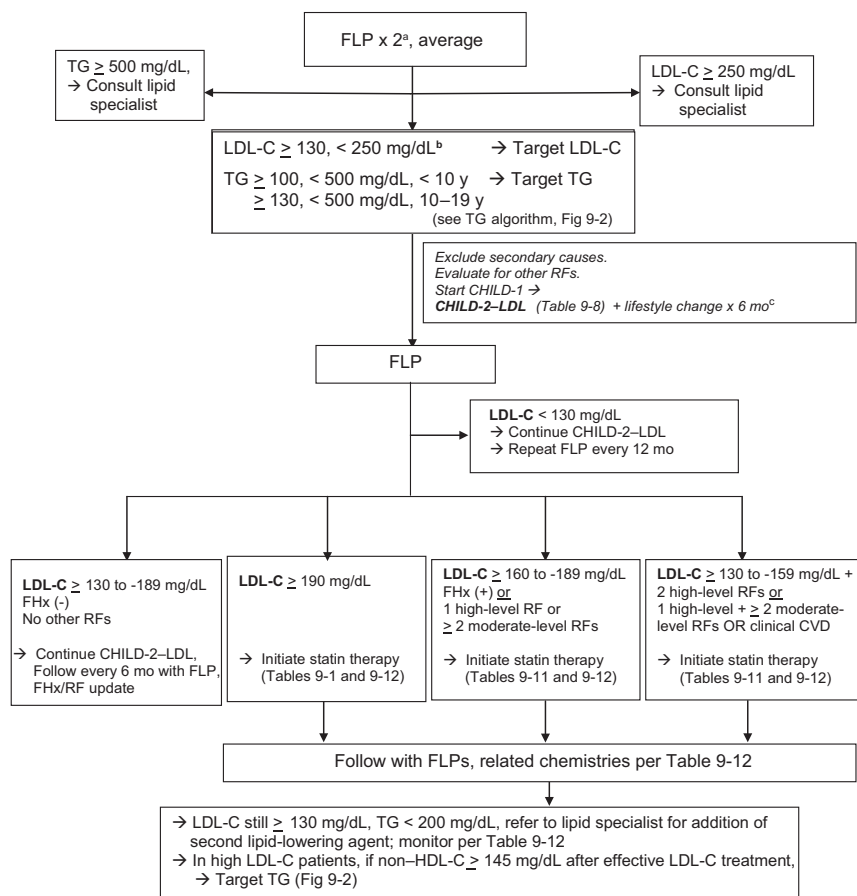 FLP x 2ᵃ, average
TG ≥ 500 mg/dL,
→ Consult lipid
specialist
LDL-C ≥ 250 mg/dL
→ Consult lipid
specialist
LDL-C ≥ 130, < 250 mg/dLᵇ → Target LDL-C
TG ≥ 100, < 500 mg/dL, < 10 y → Target TG
≥ 130, < 500 mg/dL, 10–19 y
(see TG algorithm, Fig 9-2)
Exclude secondary causes.
Evaluate for other RFs.
Start CHILD-1 →
CHILD-2–LDL (Table 9-8) + lifestyle change x 6 moᶜ
FLP
LDL-C < 130 mg/dL
→ Continue CHILD-2–LDL
→ Repeat FLP every 12 mo
LDL-C ≥ 130 to -189 mg/dL
FHx (-)
No other RFs
→ Continue CHILD-2–LDL,
Follow every 6 mo with FLP,
FHx/RF update
LDL-C ≥ 190 mg/dL
→ Initiate statin therapy
(Tables 9-1 and 9-12)
LDL-C ≥ 160 to -189 mg/dL
FHx (+) or
1 high-level RF or
≥ 2 moderate-level RFs
→ Initiate statin therapy
(Tables 9-11 and 9-12)
LDL-C ≥ 130 to -159 mg/dL +
2 high-level RFs or
1 high-level + ≥ 2 moderate-
level RFs OR clinical CVD
→ Initiate statin therapy
(Tables 9-11 and 9-12)
Follow with FLPs, related chemistries per Table 9-12
→ LDL-C still ≥ 130 mg/dL, TG < 200 mg/dL, refer to lipid specialist for addition of
second lipid-lowering agent; monitor per Table 9-12
→ In high LDL-C patients, if non–HDL-C ≥ 145 mg/dL after effective LDL-C treatment,
→ Target TG (Fig 9-2)